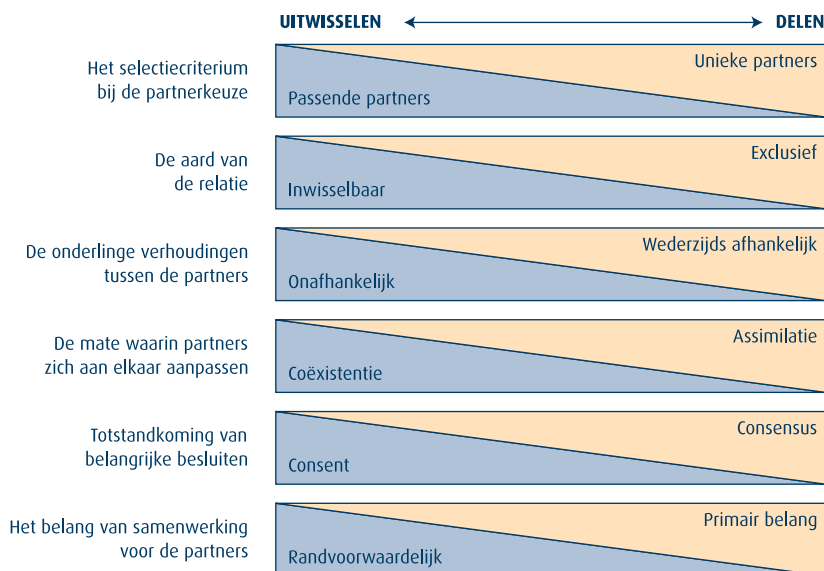 UITWISSELEN DELEN
Het selectiecriterium
bij de partnerkeuze
Unieke partners
Passende partners
De aard van
de relatie
Exclusief
Inwisselbaar
De onderlinge verhoudingen
tussen de partners
Wederzijds afhankelijk
Onafhankelijk
De mate waarin partners
zich aan elkaar aanpassen
Assimilatie
Coëxistentie
Totstandkoming van
belangrijke besluiten
Consensus
Consent
Het belang van samenwerking
voor de partners
Primair belang
Randvoorwaardelijk